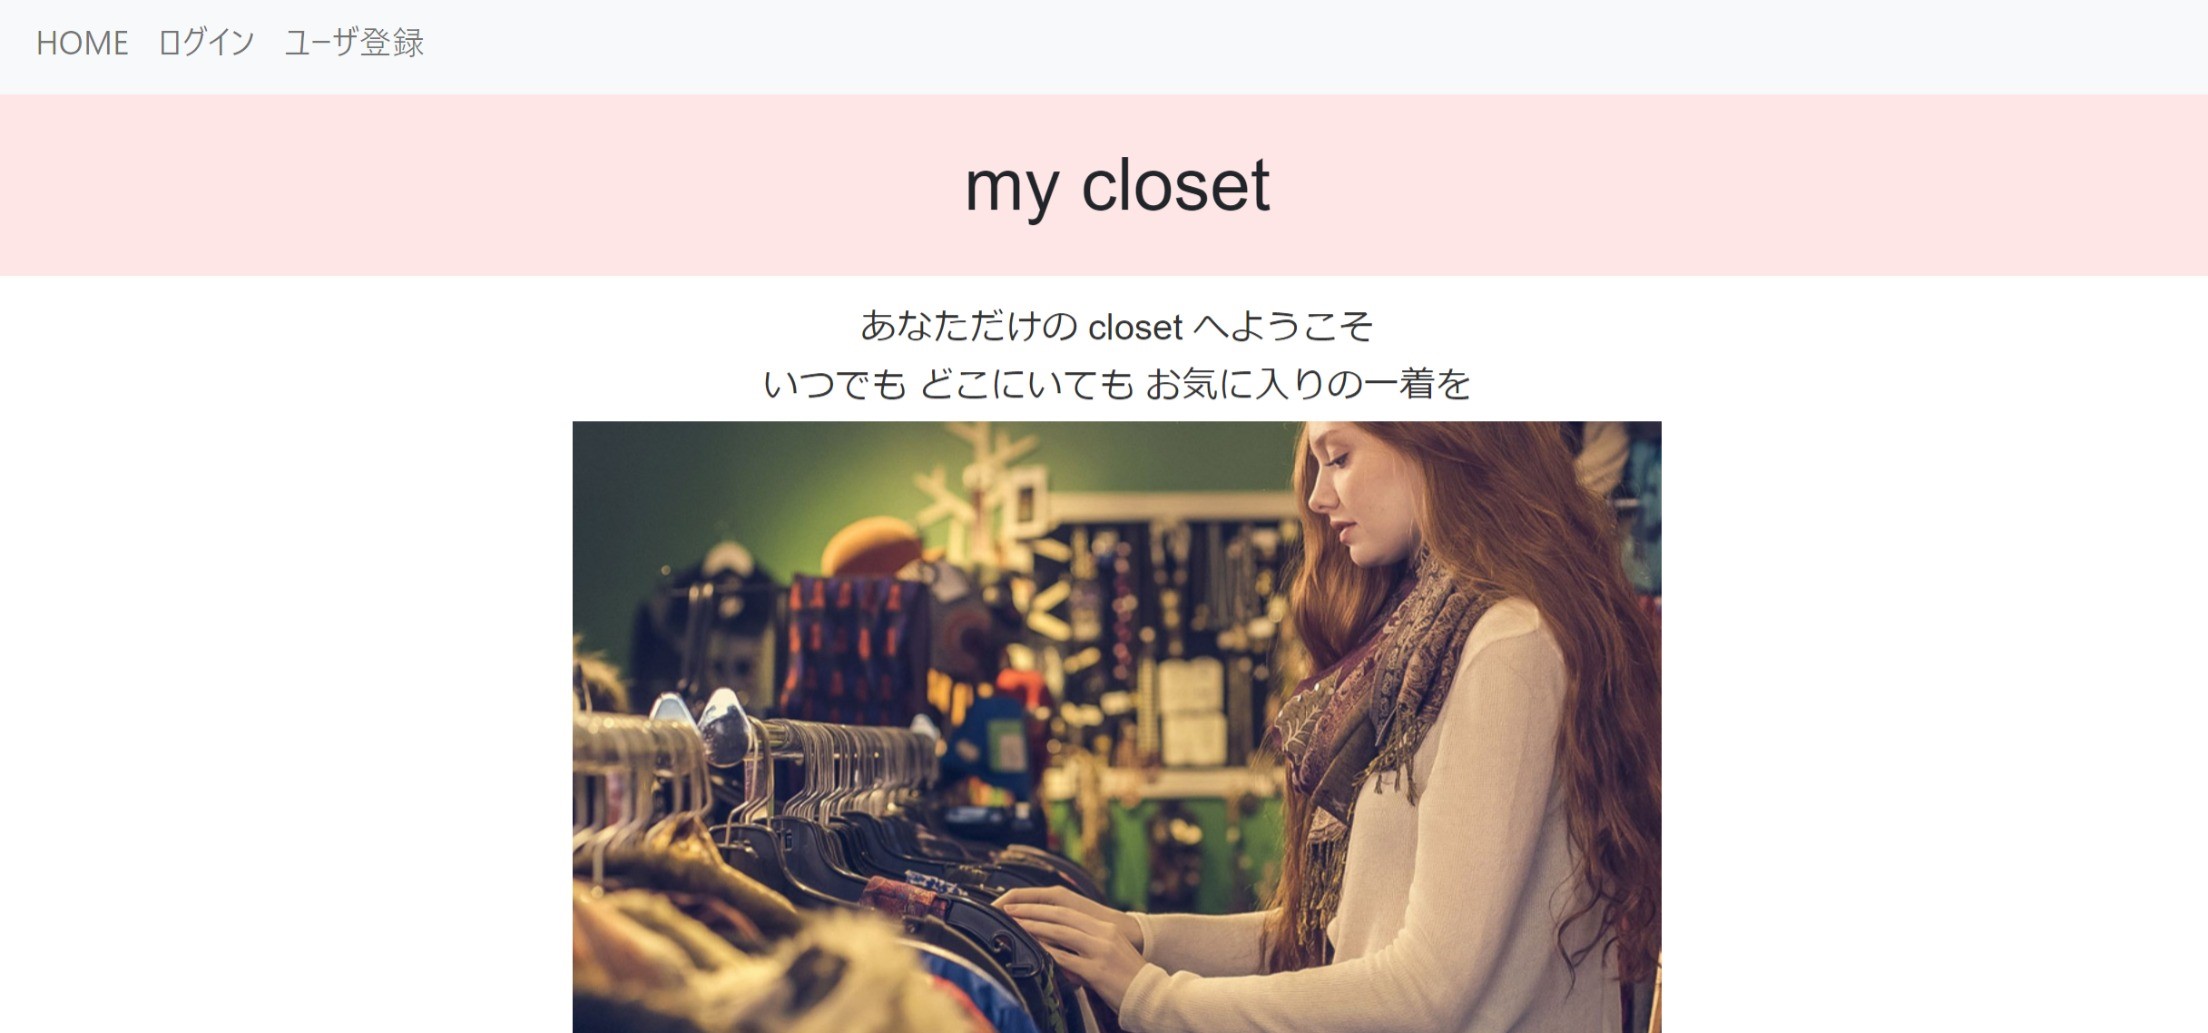 HOME ログイン ユーザ登録
my closet
あなただけの closet へようこそ
いつでも どこにいても お気に入りの一着を